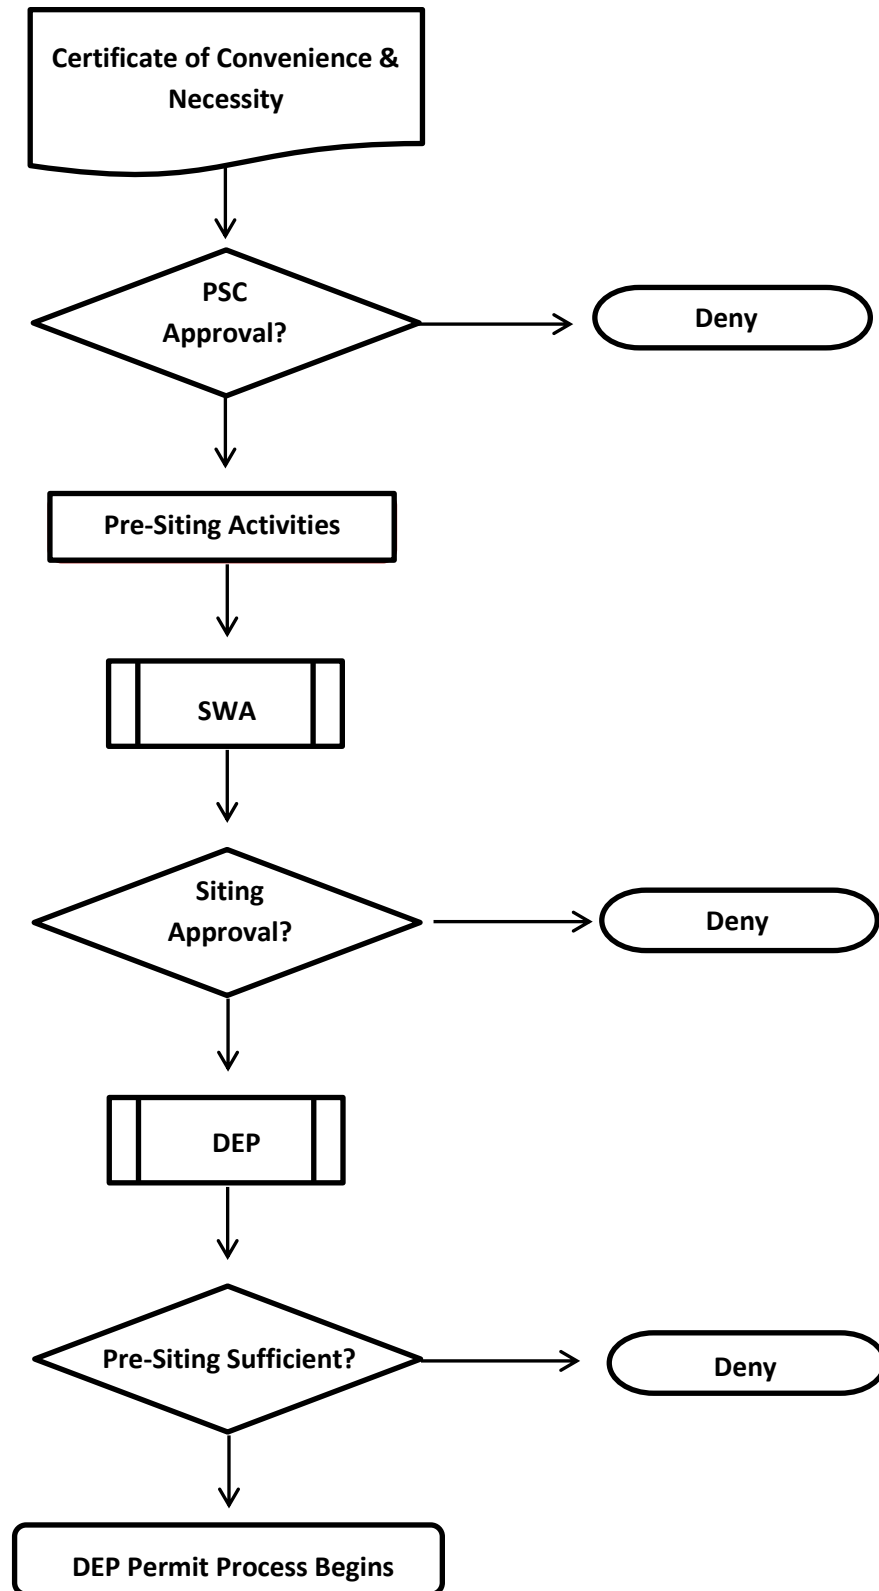 Certificate of Convenience &
Necessity
PSC
Approval?
Deny
Pre-Siting Activities
SWA
Siting
Approval?
Deny
DEP
Pre-Siting Sufficient?
Deny
DEP Permit Process Begins